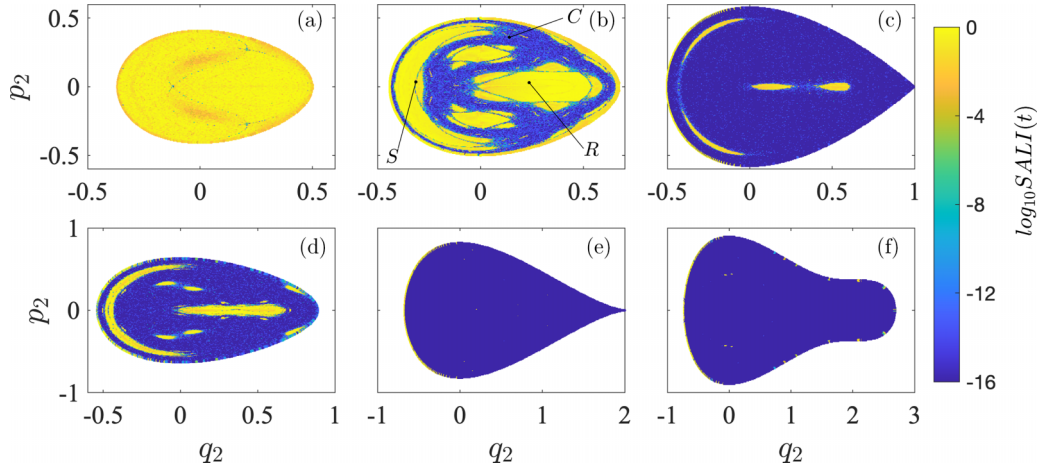 0.5
0
-0.5
p₂
(a)
-0.5 0 0.5
(b)
C
S
R
-0.5 0 0.5
(c)
-0.5 0 0.5 1
1
0
-1
p₂
(d)
-0.5 0 0.5 1
q₂
(e)
-1 0 1 2
q₂
(f)
-1 0 1 2 3
q₂
0
-4
-8
-12
-16
log₁₀SALI(t)